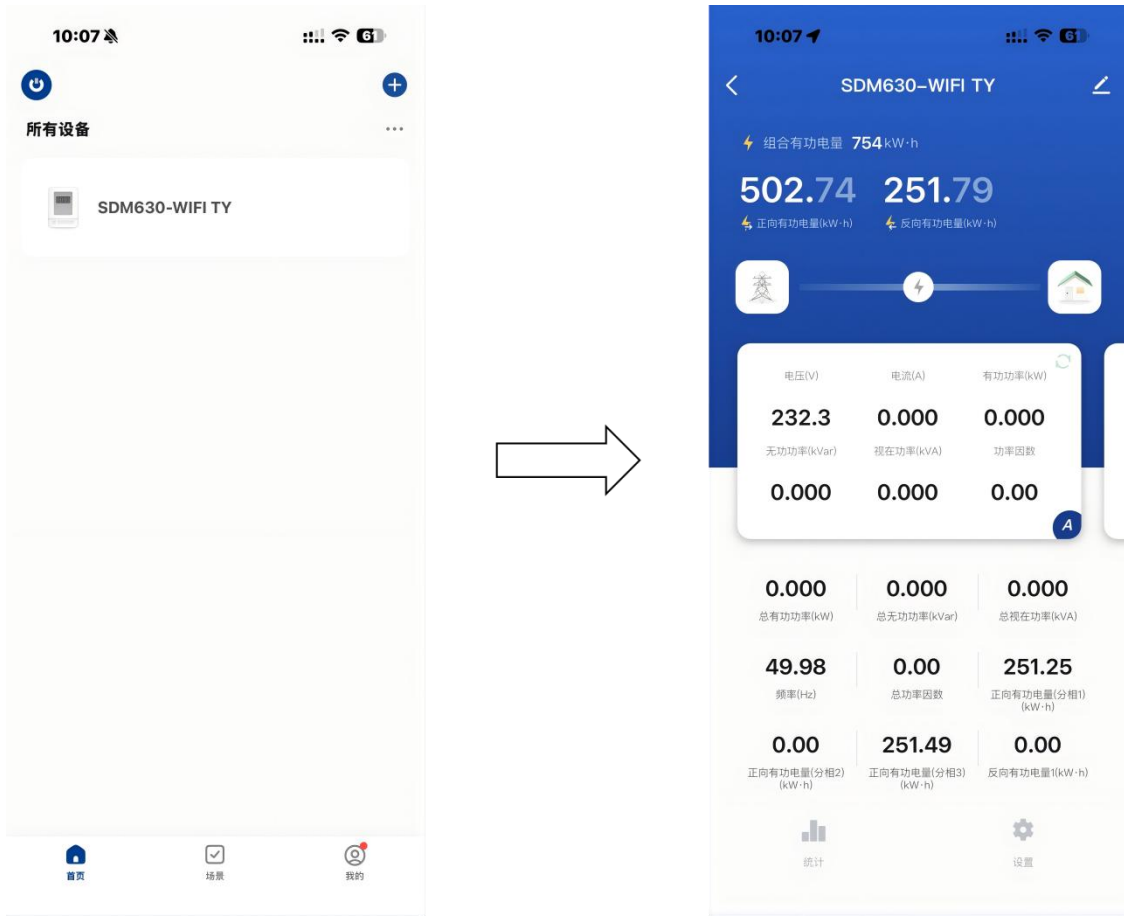 10:07
61
所有设备
SDM630-WIFI TY
首页
场景
我的
10:07
61
SDM630-WIFI TY
组合有功电量 754 kW·h
502.74 251.79
正向有功电量(kW·h) 反向有功电量(kW·h)
电压(V) 电流(A) 有功功率(kW)
232.3 0.000 0.000
无功功率(kVar) 视在功率(kVA) 功率因数
0.000 0.000 0.00
A
0.000 0.000 0.000
总有功功率(kW) 总无功功率(kVar) 总视在功率(kVA)
49.98 0.00 251.25
频率(Hz) 总功率因数 正向有功电量(分相1)
(kW·h)
0.00 251.49 0.00
正向有功电量(分相2) 正向有功电量(分相3) 反向有功电量1(kW·h)
(kW·h) (kW·h)
统计 设置